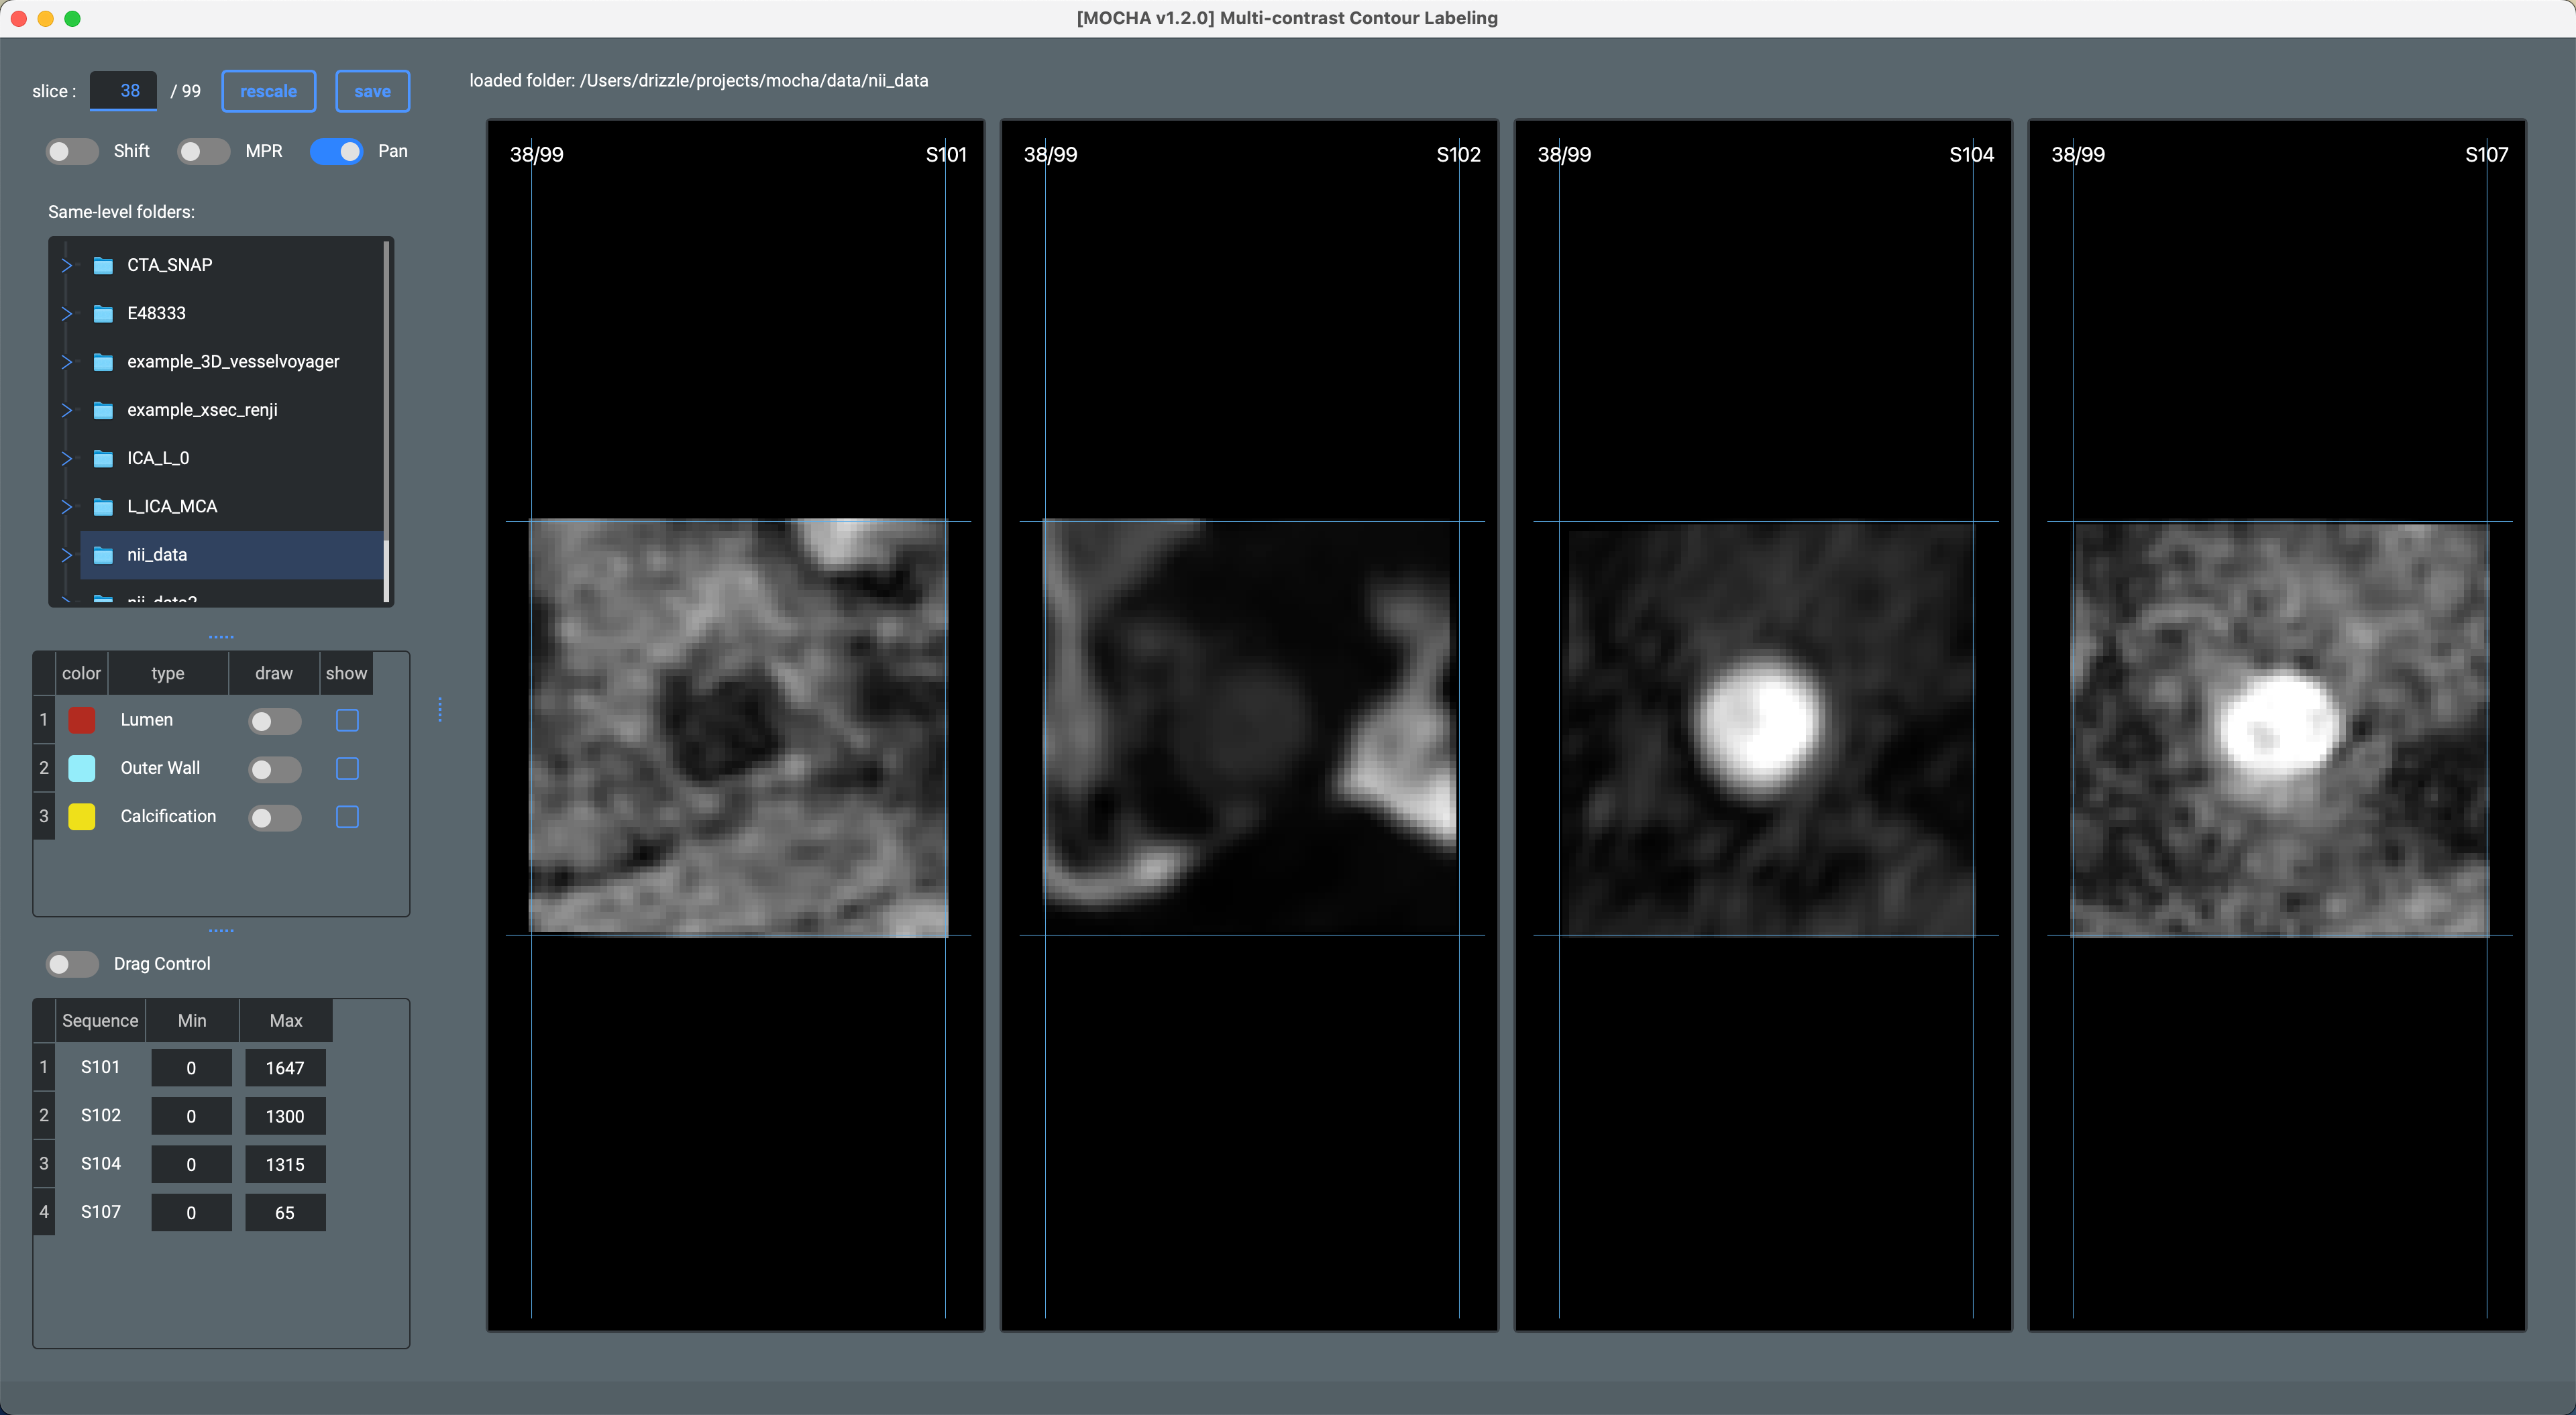 [MOCHA v1.2.0] Multi-contrast Contour Labeling
slice : 38 / 99 rescale save
loaded folder: /Users/drizzle/projects/mocha/data/nii_data
Shift MPR Pan
Same-level folders:
CTA_SNAP
E48333
example_3D_vesselvoyager
example_xsec_renji
ICA_L_0
L_ICA_MCA
nii_data
color type draw show
1 Lumen
2 Outer Wall
3 Calcification
Drag Control
Sequence Min Max
1 S101 0 1647
2 S102 0 1300
3 S104 0 1315
4 S107 0 65
38/99 S101
38/99 S102
38/99 S104
38/99 S107